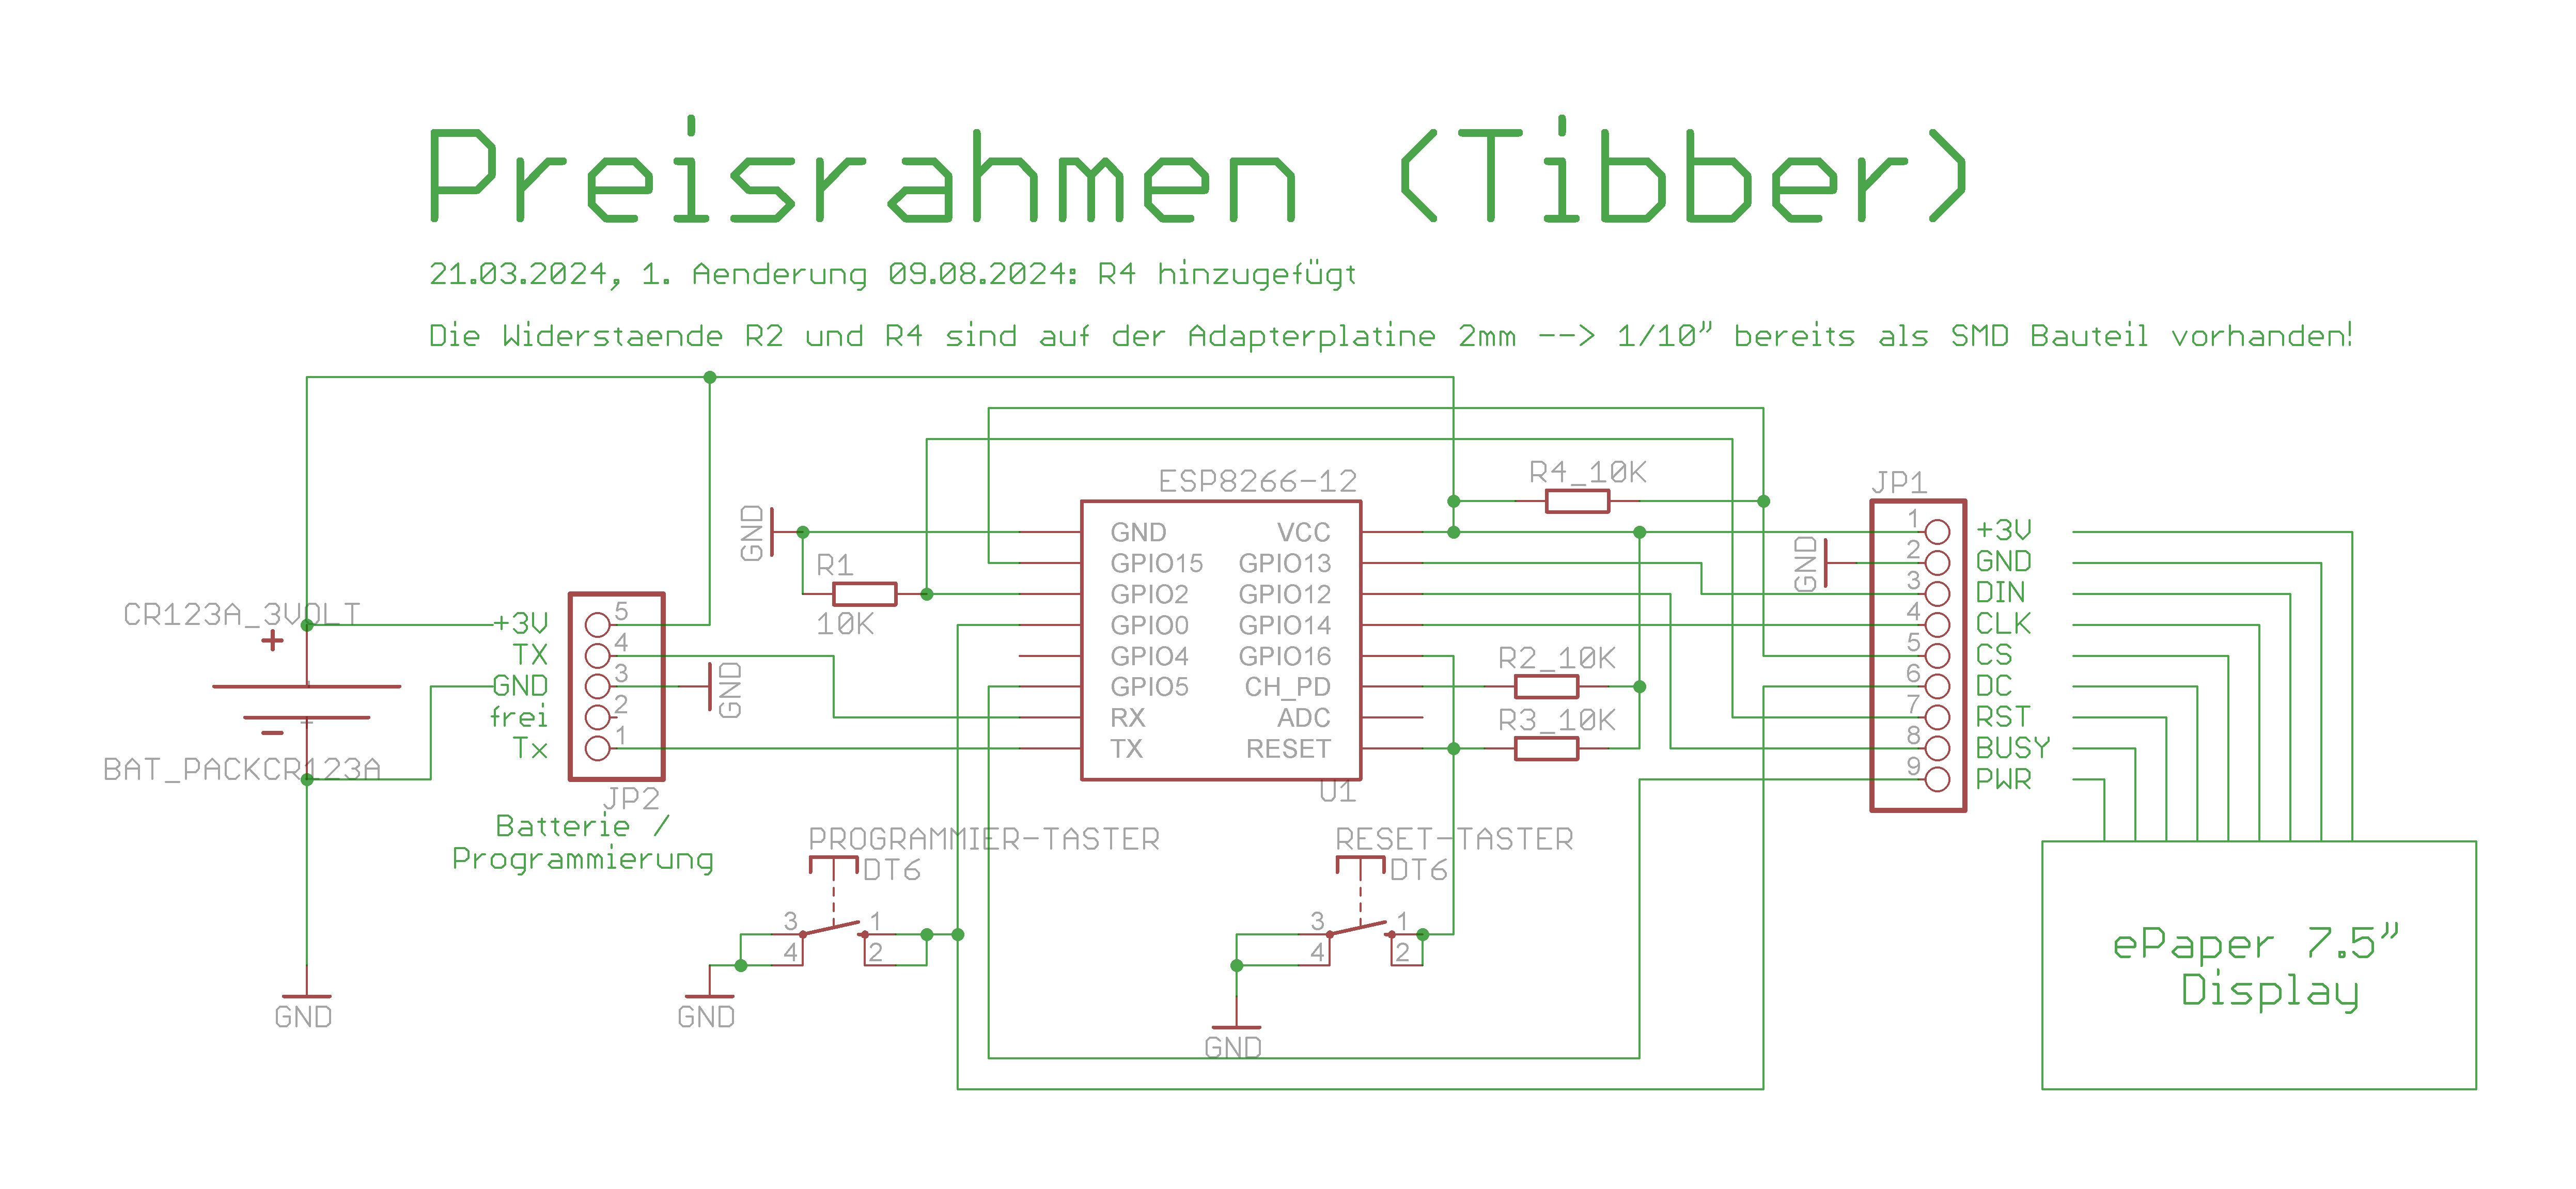 Preisrahmen (Tibber)
21.03.2024, 1. Aenderung 09.08.2024: R4 hinzugefügt
Die Widerstaende R2 und R4 sind auf der Adapterplatine 2mm --> 1/10" bereits als SMD Bauteil vorhanden!
CR123A_3VOLT
+
-
BAT_PACKCR123A
GND
+3V
TX
GND
frei
Tx
5
4
3
2
1
JP2
Batterie /
Programmierung
GND
GND
R1
10K
ESP8266-12
GND
GPIO15
GPIO2
GPIO0
GPIO4
GPIO5
RX
TX
VCC
GPIO13
GPIO12
GPIO14
GPIO16
CH_PD
ADC
RESET
U1
R4_10K
R2_10K
R3_10K
PROGRAMMIER-TASTER
DT6
3
4
1
2
GND
RESET-TASTER
DT6
3
4
1
2
GND
GND
JP1
1
2
3
4
5
6
7
8
9
+3V
GND
DIN
CLK
CS
DC
RST
BUSY
PWR
ePaper 7.5"
Display